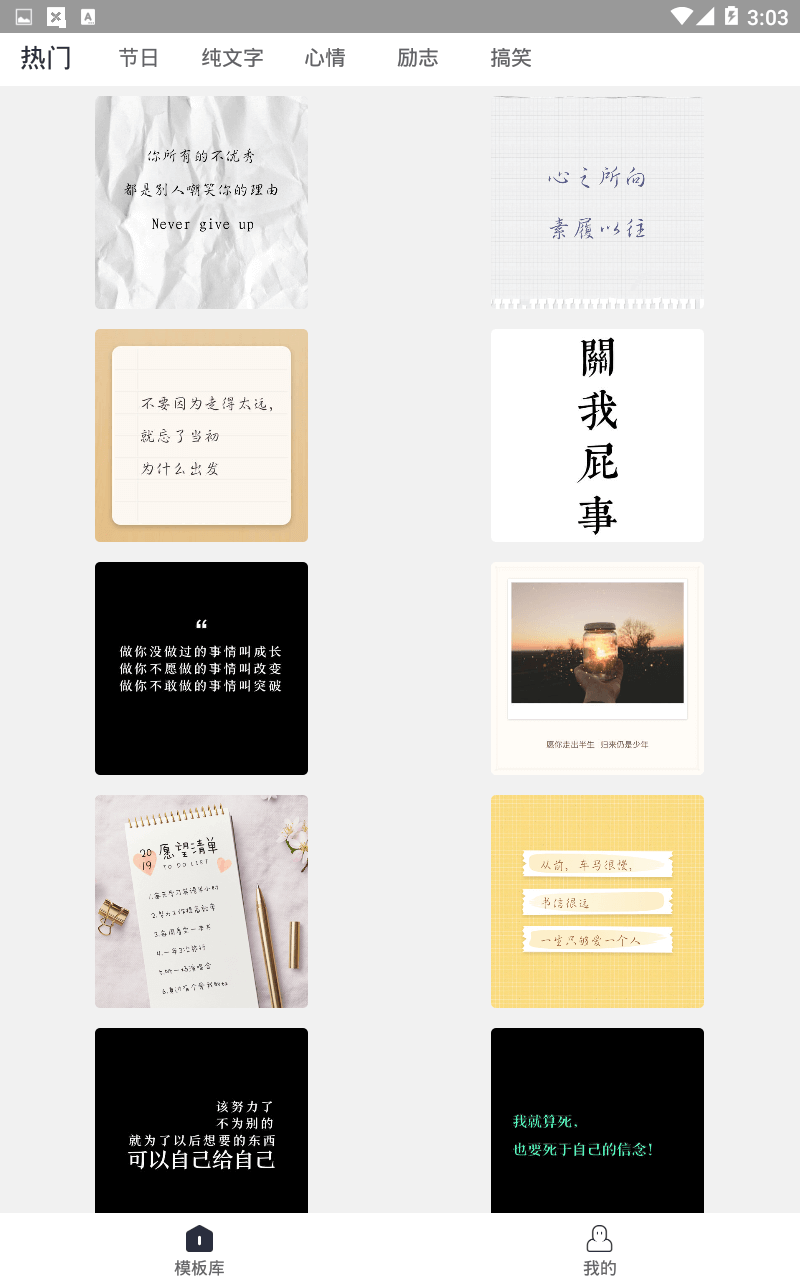 3:03
热门 节日 纯文字 心情 励志 搞笑
你所有的不优秀
都是别人嘲笑你的理由
Never give up
心之所向
素履以往
不要因为走得太远,
就忘了当初
为什么出发
關
我
屁
事
“
做你没做过的事情叫成长
做你不愿做的事情叫改变
做你不敢做的事情叫突破
愿你走出半生 归来仍是少年
2019
愿望清单
TO DO LIST
从前, 车马很慢,
书信很远
一生只够爱一个人
该努力了
不为别的
就为了以后想要的东西
可以自己给自己
我就算死,
也要死于自己的信念!
模板库 我的